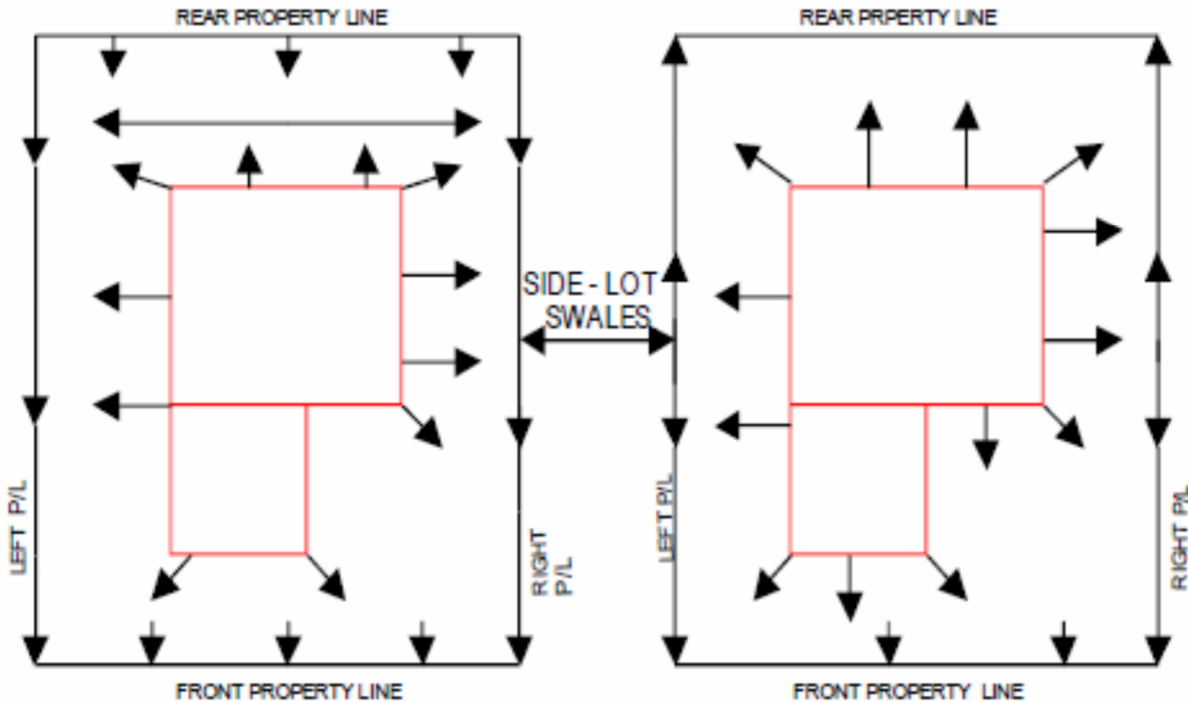 REAR PROPERTY LINE
REAR PRPERTY LINE
SIDE - LOT
SWALES
LEFT P/L
RIGHT
P/L
LEFT P/L
RIGHT P/L
FRONT PROPERTY LINE
FRONT PROPERTY LINE